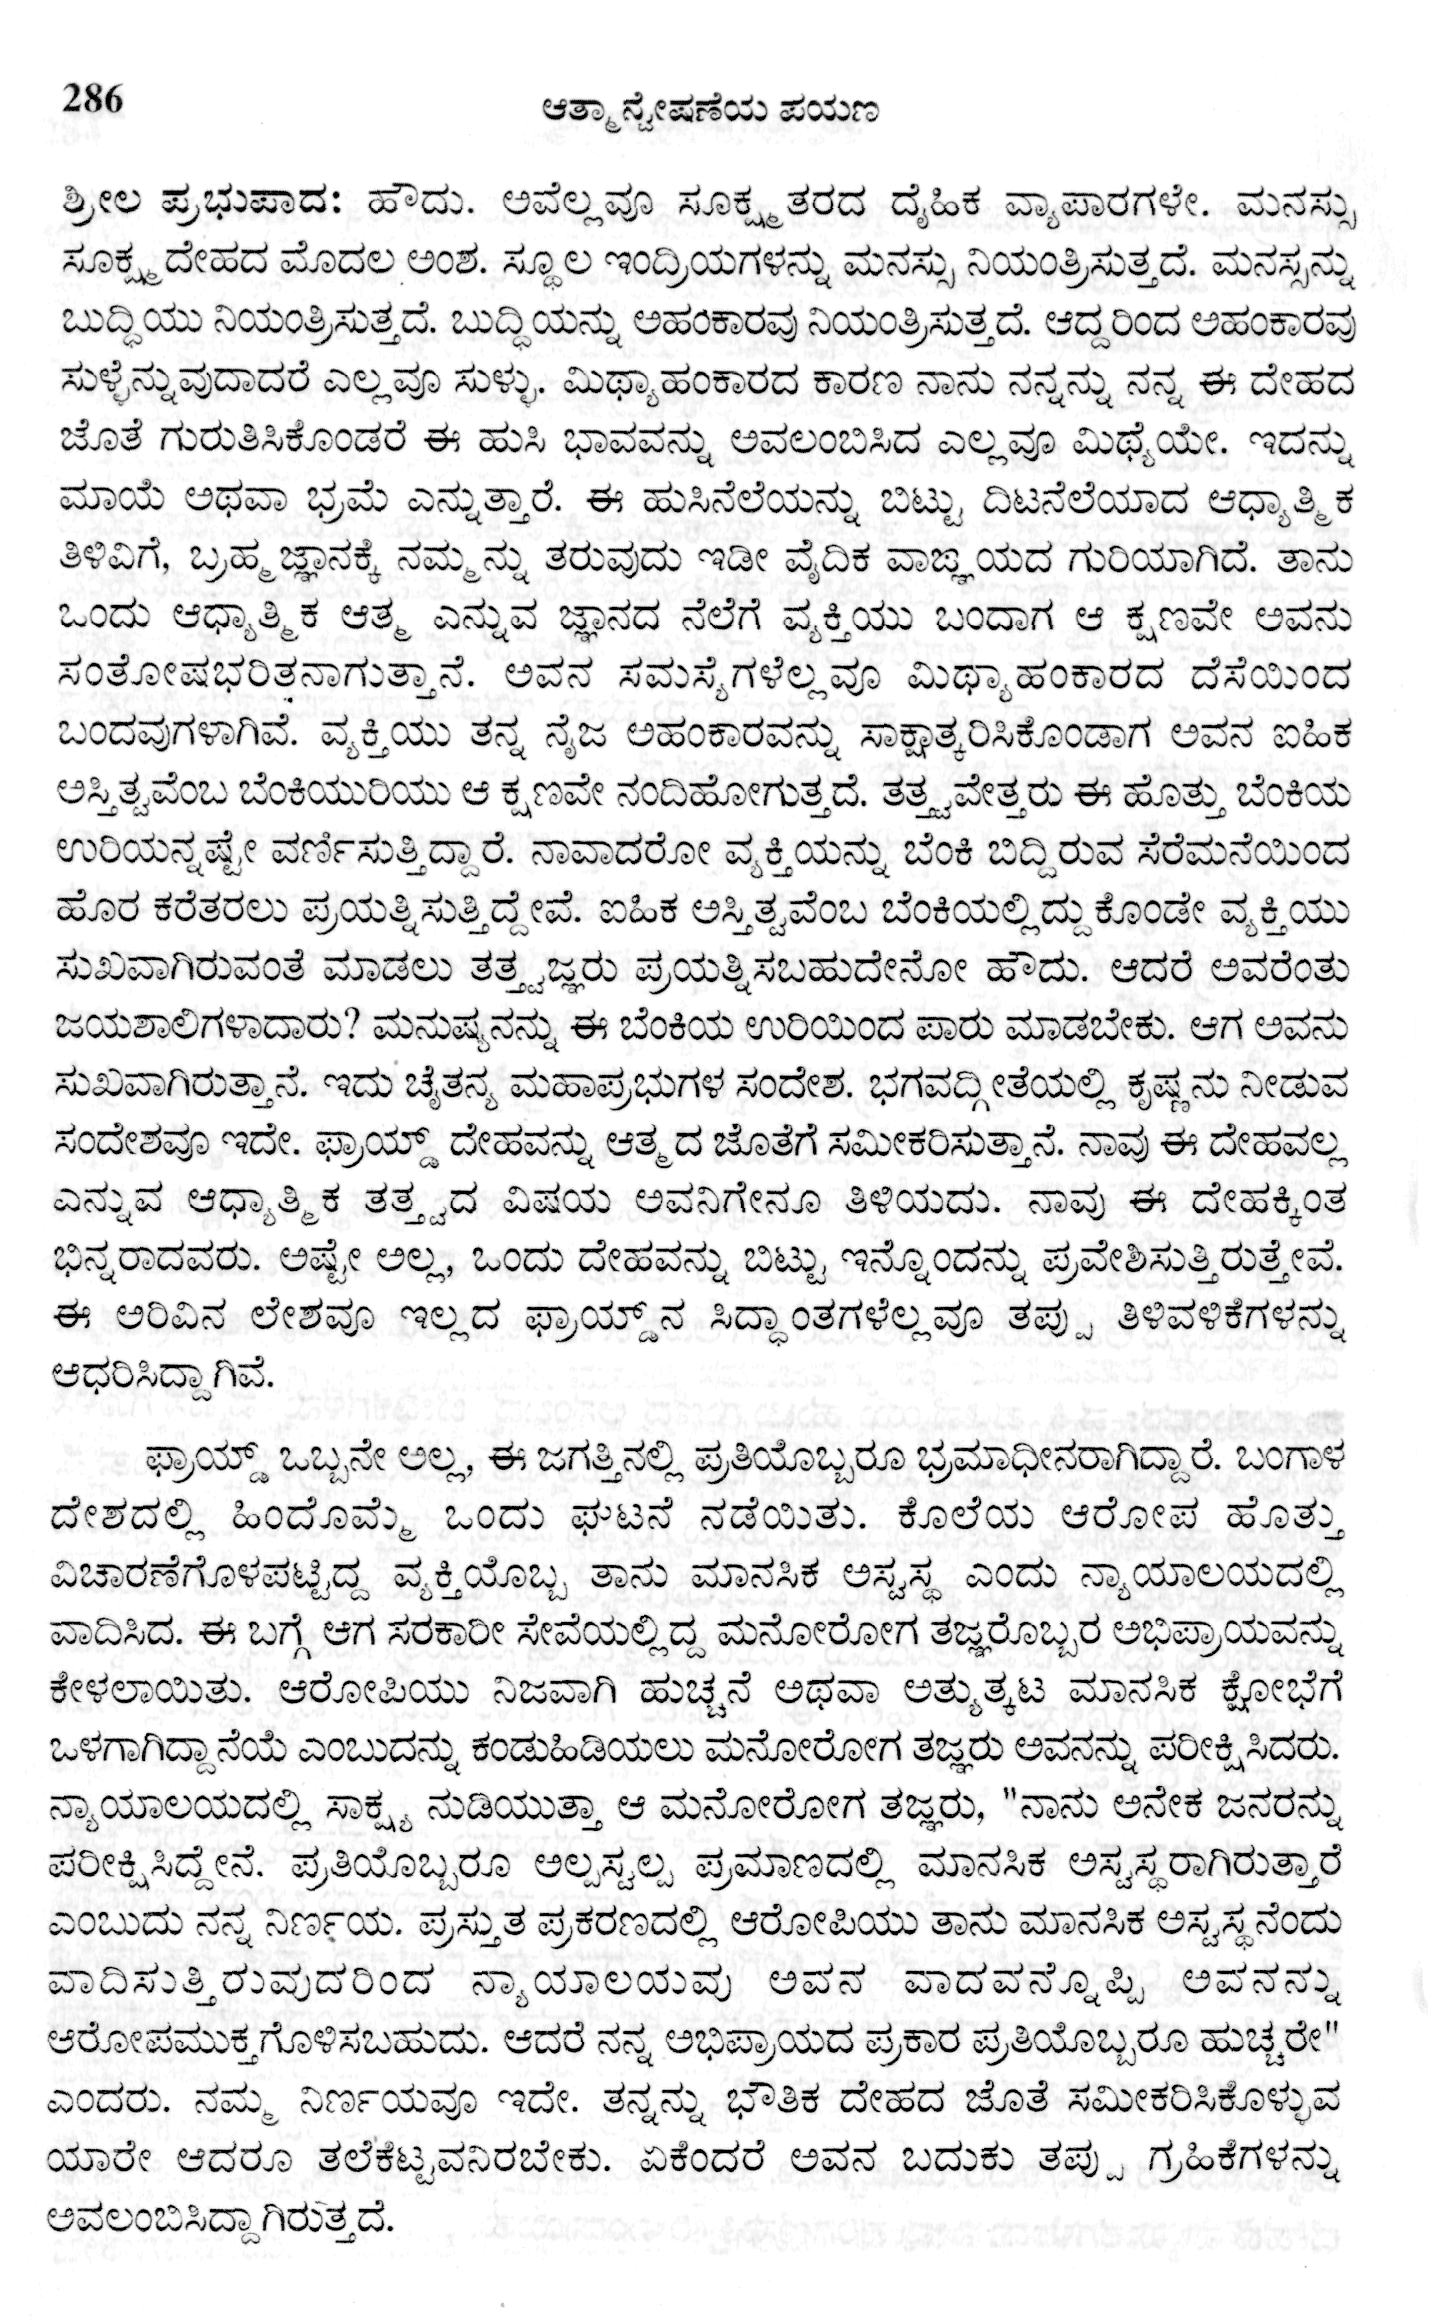 286
ಆತ್ಮಾನ್ವೇಷಣೆಯ ಪಯಣ
ಶ್ರೀಲ ಪ್ರಭುಪಾದ: ಹೌದು. ಅವೆಲ್ಲವೂ ಸೂಕ್ಷ್ಮತರದ ದೈಹಿಕ ವ್ಯಾಪಾರಗಳೇ. ಮನಸ್ಸು
ಸೂಕ್ಷ್ಮದೇಹದ ಮೊದಲ ಅಂಶ. ಸ್ಥೂಲ ಇಂದ್ರಿಯಗಳನ್ನು ಮನಸ್ಸು ನಿಯಂತ್ರಿಸುತ್ತದೆ. ಮನಸ್ಸನ್ನು
ಬುದ್ಧಿಯು ನಿಯಂತ್ರಿಸುತ್ತದೆ. ಬುದ್ಧಿಯನ್ನು ಅಹಂಕಾರವು ನಿಯಂತ್ರಿಸುತ್ತದೆ. ಆದ್ದರಿಂದ ಅಹಂಕಾರವು
ಸುಳ್ಳೆನ್ನುವುದಾದರೆ ಎಲ್ಲವೂ ಸುಳ್ಳು. ಮಿಥ್ಯಾಹಂಕಾರದ ಕಾರಣ ನಾನು ನನ್ನನ್ನು ನನ್ನ ಈ ದೇಹದ
ಜೊತೆ ಗುರುತಿಸಿಕೊಂಡರೆ ಈ ಹುಸಿ ಭಾವವನ್ನು ಅವಲಂಬಿಸಿದ ಎಲ್ಲವೂ ಮಿಥ್ಯೆಯೇ. ಇದನ್ನು
ಮಾಯೆ ಅಥವಾ ಭ್ರಮೆ ಎನ್ನುತ್ತಾರೆ. ಈ ಹುಸಿನೆಲೆಯನ್ನು ಬಿಟ್ಟು ದಿಟನೆಲೆಯಾದ ಆಧ್ಯಾತ್ಮಿಕ
ತಿಳಿವಿಗೆ, ಬ್ರಹ್ಮಜ್ಞಾನಕ್ಕೆ ನಮ್ಮನ್ನು ತರುವುದು ಇಡೀ ವೈದಿಕ ವಾಙ್ಞಯದ ಗುರಿಯಾಗಿದೆ. ತಾನು
ಒಂದು ಆಧ್ಯಾತ್ಮಿಕ ಆತ್ಮ ಎನ್ನುವ ಜ್ಞಾನದ ನೆಲೆಗೆ ವ್ಯಕ್ತಿಯು ಬಂದಾಗ ಆ ಕ್ಷಣವೇ ಅವನು
ಸಂತೋಷಭರಿತನಾಗುತ್ತಾನೆ. ಅವನ ಸಮಸ್ಯೆಗಳೆಲ್ಲವೂ ಮಿಥ್ಯಾಹಂಕಾರದ ದೆಸೆಯಿಂದ
ಬಂದವುಗಳಾಗಿವೆ. ವ್ಯಕ್ತಿಯು ತನ್ನ ನೈಜ ಅಹಂಕಾರವನ್ನು ಸಾಕ್ಷಾತ್ಕರಿಸಿಕೊಂಡಾಗ ಅವನ ಐಹಿಕ
ಅಸ್ತಿತ್ವವೆಂಬ ಬೆಂಕಿಯುರಿಯು ಆ ಕ್ಷಣವೇ ನಂದಿಹೋಗುತ್ತದೆ. ತತ್ತ್ವವೇತ್ತರು ಈ ಹೊತ್ತು ಬೆಂಕಿಯ
ಉರಿಯನ್ನಷ್ಟೇ ವರ್ಣಿಸುತ್ತಿದ್ದಾರೆ. ನಾವಾದರೋ ವ್ಯಕ್ತಿಯನ್ನು ಬೆಂಕಿ ಬಿದ್ದಿರುವ ಸೆರೆಮನೆಯಿಂದ
ಹೊರ ಕರೆತರಲು ಪ್ರಯತ್ನಿಸುತ್ತಿದ್ದೇವೆ. ಐಹಿಕ ಅಸ್ತಿತ್ವವೆಂಬ ಬೆಂಕಿಯಲ್ಲಿದ್ದುಕೊಂಡೇ ವ್ಯಕ್ತಿಯು
ಸುಖವಾಗಿರುವಂತೆ ಮಾಡಲು ತತ್ತ್ವಜ್ಞರು ಪ್ರಯತ್ನಿಸಬಹುದೇನೋ ಹೌದು. ಆದರೆ ಅವರೆಂತು
ಜಯಶಾಲಿಗಳಾದಾರು? ಮನುಷ್ಯನನ್ನು ಈ ಬೆಂಕಿಯ ಉರಿಯಿಂದ ಪಾರು ಮಾಡಬೇಕು. ಆಗ ಅವನು
ಸುಖವಾಗಿರುತ್ತಾನೆ. ಇದು ಚೈತನ್ಯ ಮಹಾಪ್ರಭುಗಳ ಸಂದೇಶ. ಭಗವದ್ಗೀತೆಯಲ್ಲಿ ಕೃಷ್ಣನು ನೀಡುವ
ಸಂದೇಶವೂ ಇದೇ. ಫ್ರಾಯ್ಡ್ ದೇಹವನ್ನು ಆತ್ಮದ ಜೊತೆಗೆ ಸಮೀಕರಿಸುತ್ತಾನೆ. ನಾವು ಈ ದೇಹವಲ್ಲ
ಎನ್ನುವ ಆಧ್ಯಾತ್ಮಿಕ ತತ್ತ್ವದ ವಿಷಯ ಅವನಿಗೇನೂ ತಿಳಿಯದು. ನಾವು ಈ ದೇಹಕ್ಕಿಂತ
ಭಿನ್ನರಾದವರು. ಅಷ್ಟೇ ಅಲ್ಲ, ಒಂದು ದೇಹವನ್ನು ಬಿಟ್ಟು ಇನ್ನೊಂದನ್ನು ಪ್ರವೇಶಿಸುತ್ತಿರುತ್ತೇವೆ.
ಈ ಅರಿವಿನ ಲೇಶವೂ ಇಲ್ಲದ ಫ್ರಾಯ್ಡ್‌ನ ಸಿದ್ಧಾಂತಗಳೆಲ್ಲವೂ ತಪ್ಪು ತಿಳಿವಳಿಕೆಗಳನ್ನು
ಆಧರಿಸಿದ್ದಾಗಿವೆ.
ಫ್ರಾಯ್ಡ್ ಒಬ್ಬನೇ ಅಲ್ಲ, ಈ ಜಗತ್ತಿನಲ್ಲಿ ಪ್ರತಿಯೊಬ್ಬರೂ ಭ್ರಮಾಧೀನರಾಗಿದ್ದಾರೆ. ಬಂಗಾಳ
ದೇಶದಲ್ಲಿ ಹಿಂದೊಮ್ಮೆ ಒಂದು ಘಟನೆ ನಡೆಯಿತು. ಕೊಲೆಯ ಆರೋಪ ಹೊತ್ತು
ವಿಚಾರಣೆಗೊಳಪಟ್ಟಿದ್ದ ವ್ಯಕ್ತಿಯೊಬ್ಬ ತಾನು ಮಾನಸಿಕ ಅಸ್ವಸ್ಥ ಎಂದು ನ್ಯಾಯಾಲಯದಲ್ಲಿ
ವಾದಿಸಿದ. ಈ ಬಗ್ಗೆ ಆಗ ಸರಕಾರೀ ಸೇವೆಯಲ್ಲಿದ್ದ ಮನೋರೋಗ ತಜ್ಞರೊಬ್ಬರ ಅಭಿಪ್ರಾಯವನ್ನು
ಕೇಳಲಾಯಿತು. ಆರೋಪಿಯು ನಿಜವಾಗಿ ಹುಚ್ಚನೆ ಅಥವಾ ಅತ್ಯುತ್ಕಟ ಮಾನಸಿಕ ಕ್ಷೋಭೆಗೆ
ಒಳಗಾಗಿದ್ದಾನೆಯೆ ಎಂಬುದನ್ನು ಕಂಡುಹಿಡಿಯಲು ಮನೋರೋಗ ತಜ್ಞರು ಅವನನ್ನು ಪರೀಕ್ಷಿಸಿದರು.
ನ್ಯಾಯಾಲಯದಲ್ಲಿ ಸಾಕ್ಷ್ಯ ನುಡಿಯುತ್ತಾ ಆ ಮನೋರೋಗ ತಜ್ಞರು, "ನಾನು ಅನೇಕ ಜನರನ್ನು
ಪರೀಕ್ಷಿಸಿದ್ದೇನೆ. ಪ್ರತಿಯೊಬ್ಬರೂ ಅಲ್ಪಸ್ವಲ್ಪ ಪ್ರಮಾಣದಲ್ಲಿ ಮಾನಸಿಕ ಅಸ್ವಸ್ಥರಾಗಿರುತ್ತಾರೆ
ಎಂಬುದು ನನ್ನ ನಿರ್ಣಯ. ಪ್ರಸ್ತುತ ಪ್ರಕರಣದಲ್ಲಿ ಆರೋಪಿಯು ತಾನು ಮಾನಸಿಕ ಅಸ್ವಸ್ಥನೆಂದು
ವಾದಿಸುತ್ತಿರುವುದರಿಂದ ನ್ಯಾಯಾಲಯವು ಅವನ ವಾದವನ್ನೊಪ್ಪಿ ಅವನನ್ನು
ಆರೋಪಮುಕ್ತಗೊಳಿಸಬಹುದು. ಆದರೆ ನನ್ನ ಅಭಿಪ್ರಾಯದ ಪ್ರಕಾರ ಪ್ರತಿಯೊಬ್ಬರೂ ಹುಚ್ಚರೇ"
ಎಂದರು. ನಮ್ಮ ನಿರ್ಣಯವೂ ಇದೇ. ತನ್ನನ್ನು ಭೌತಿಕ ದೇಹದ ಜೊತೆ ಸಮೀಕರಿಸಿಕೊಳ್ಳುವ
ಯಾರೇ ಆದರೂ ತಲೆಕೆಟ್ಟವನಿರಬೇಕು. ಏಕೆಂದರೆ ಅವನ ಬದುಕು ತಪ್ಪು ಗ್ರಹಿಕೆಗಳನ್ನು
ಅವಲಂಬಿಸಿದ್ದಾಗಿರುತ್ತದೆ.